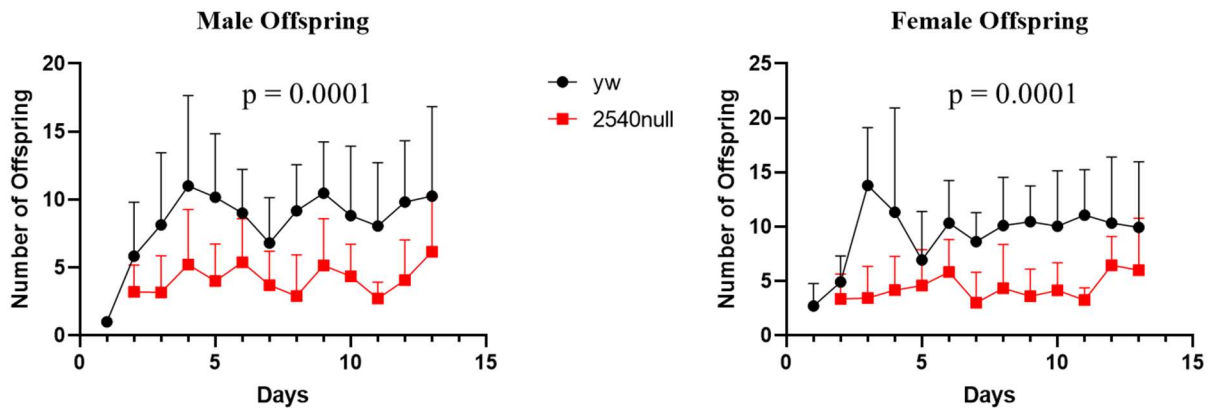 Male Offspring
Number of Offspring
20
15
10
5
0
p = 0.0001
0
5
10
15
Days
yw
2540null
Female Offspring
Number of Offspring
25
20
15
10
5
0
p = 0.0001
0
5
10
15
Days